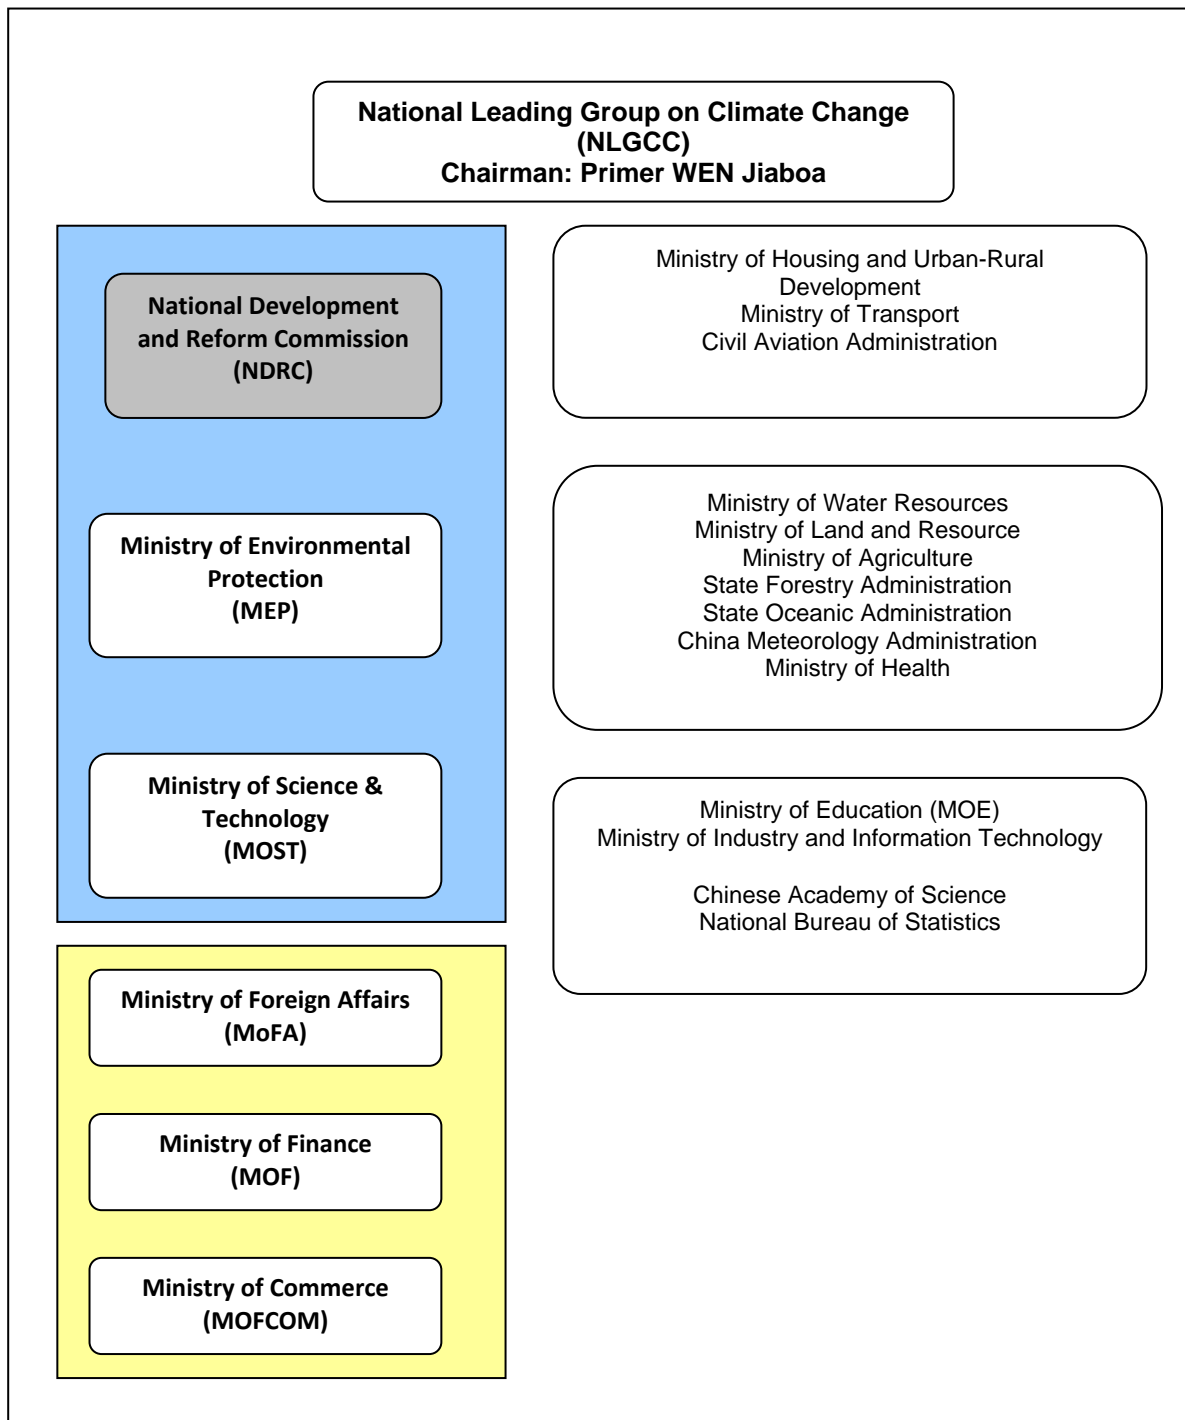 National Leading Group on Climate Change
(NLGCC)
Chairman: Primer WEN Jiaboa
National Development
and Reform Commission
(NDRC)
Ministry of Environmental
Protection
(MEP)
Ministry of Science &
Technology
(MOST)
Ministry of Foreign Affairs
(MoFA)
Ministry of Finance
(MOF)
Ministry of Commerce
(MOFCOM)
Ministry of Housing and Urban-Rural
Development
Ministry of Transport
Civil Aviation Administration
Ministry of Water Resources
Ministry of Land and Resource
Ministry of Agriculture
State Forestry Administration
State Oceanic Administration
China Meteorology Administration
Ministry of Health
Ministry of Education (MOE)
Ministry of Industry and Information Technology
Chinese Academy of Science
National Bureau of Statistics